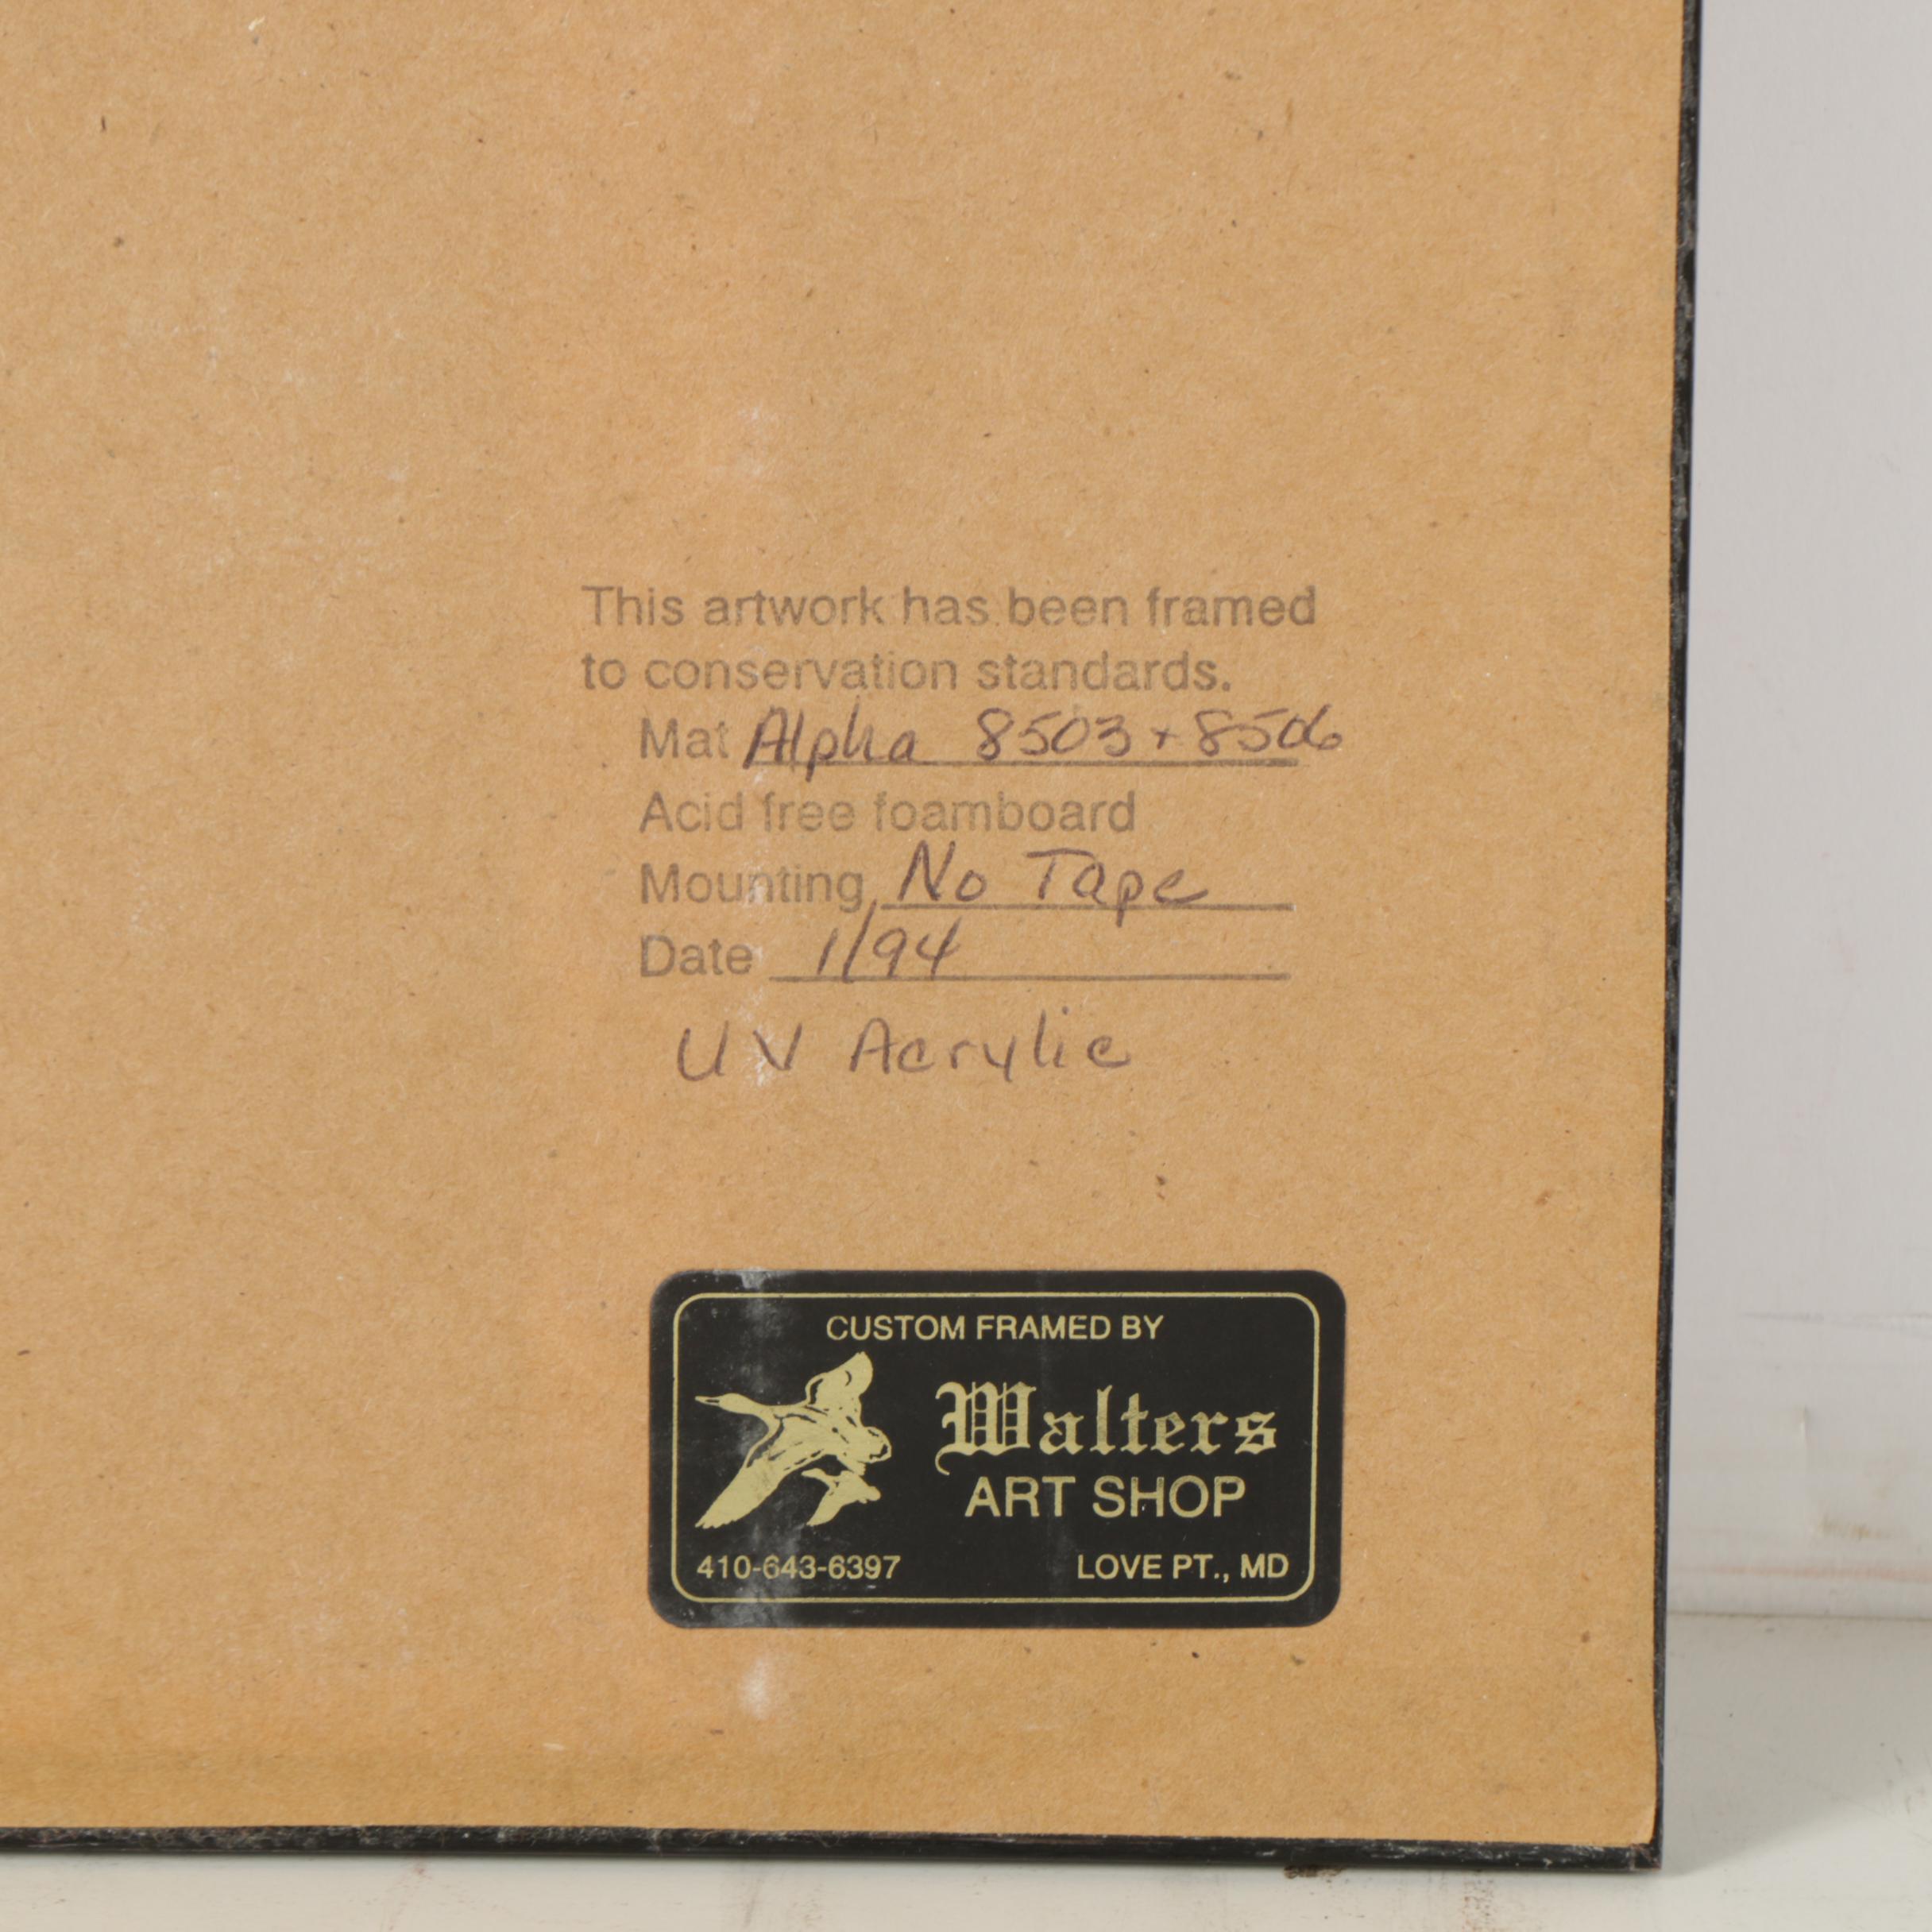 This artwork has been framed
to conservation standards.
Mat Alpha 8503 + 8506
Acid free foamboard
Mounting No Tape
Date 1/94
UV Acrylic
CUSTOM FRAMED BY
Walters
ART SHOP
410-643-6397 LOVE PT., MD